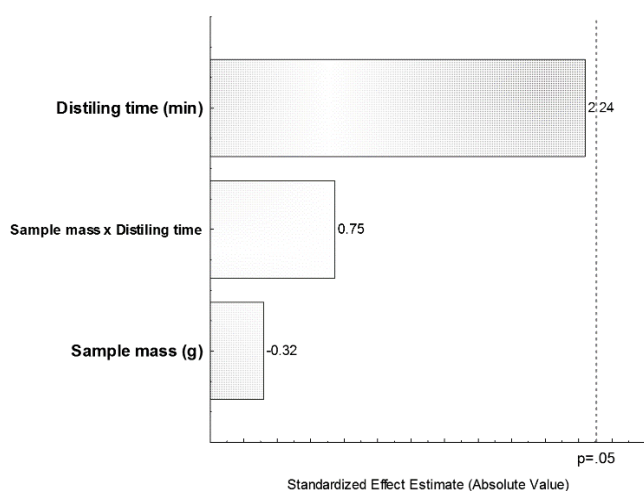 Distiling time (min)
2.24
Sample mass x Distiling time
0.75
Sample mass (g)
-0.32
p=.05
Standardized Effect Estimate (Absolute Value)